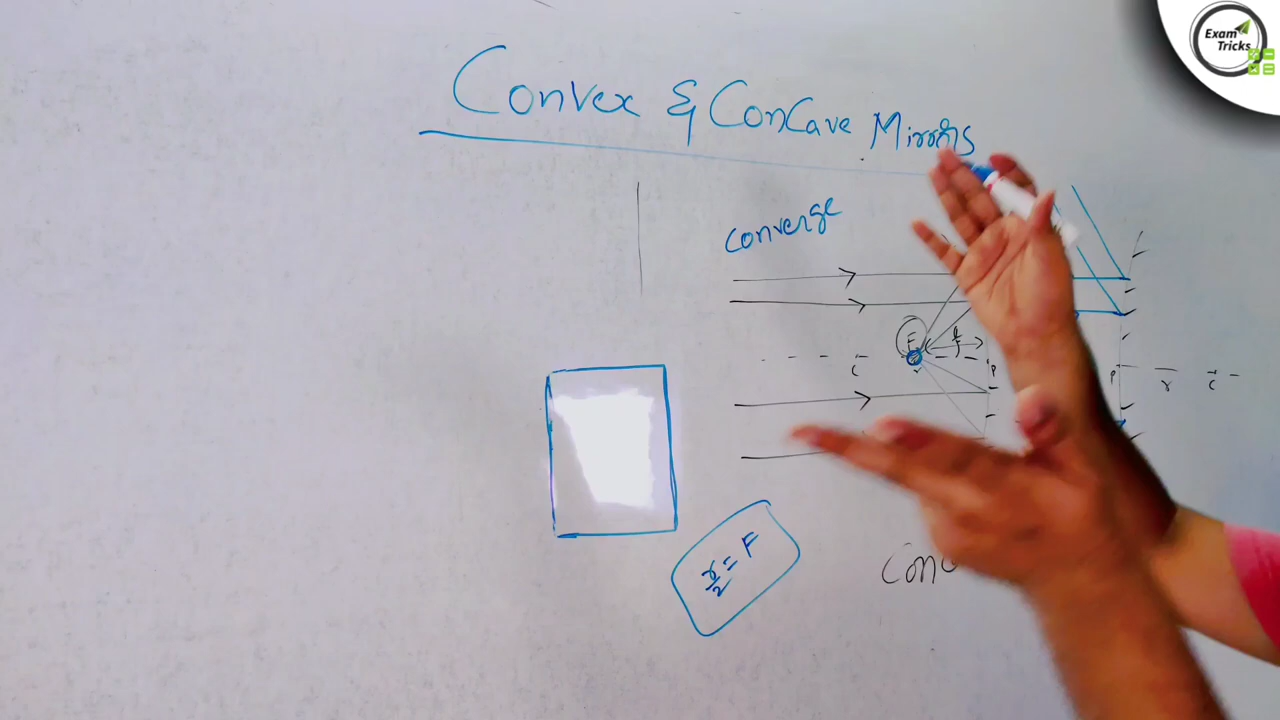 Exam
Tricks
Convex & Concave Mirrors
converge
F
f
C
P
P
r
C
r/2 = F